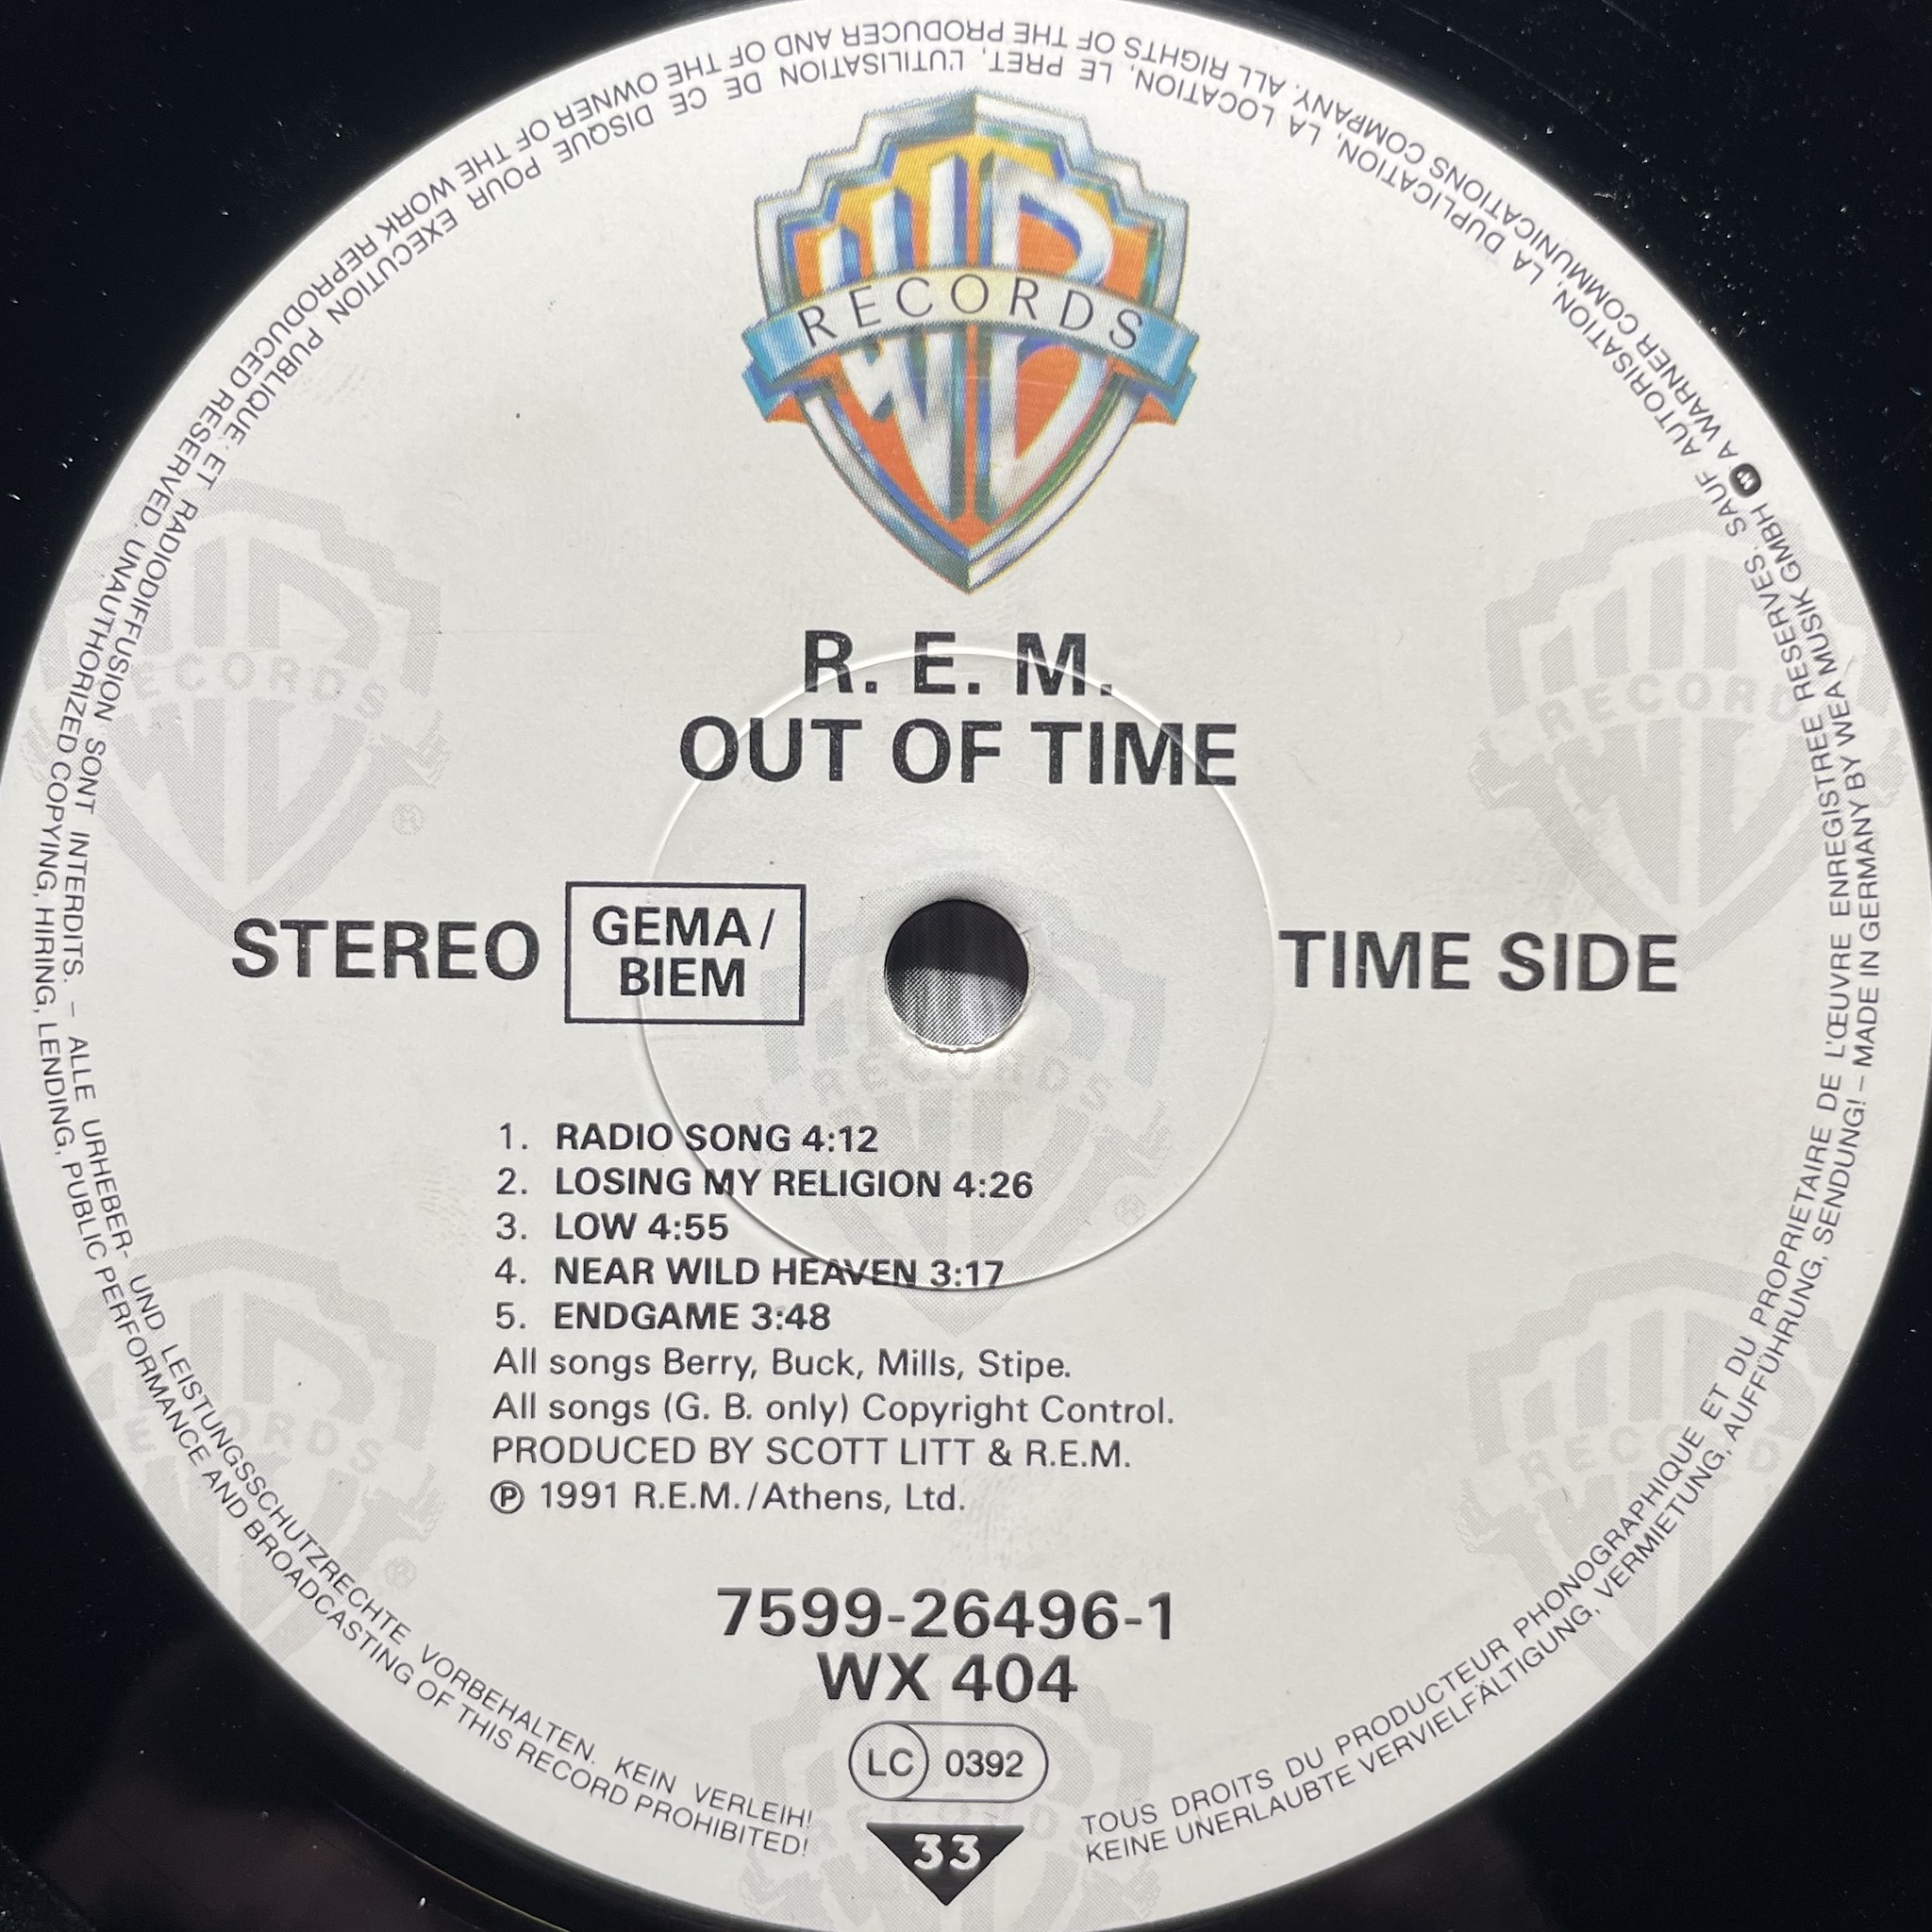 WB
RECORDS
R. E. M.
OUT OF TIME
STEREO
GEMA/
BIEM
TIME SIDE
1. RADIO SONG 4:12
2. LOSING MY RELIGION 4:26
3. LOW 4:55
4. NEAR WILD HEAVEN 3:17
5. ENDGAME 3:48
All songs Berry, Buck, Mills, Stipe.
All songs (G. B. only) Copyright Control.
PRODUCED BY SCOTT LITT & R.E.M.
Ⓟ 1991 R.E.M./Athens, Ltd.
7599-26496-1
WX 404
LC 0392
33
TOUS DROITS DU PRODUCTEUR PHONOGRAPHIQUE ET DU PROPRIETAIRE DE L'ŒUVRE ENREGISTREE RESERVES. SAUF AUTORISATION, LA DUPLICATION, LA LOCATION, LE PRET, L'UTILISATION DE CE DISQUE POUR EXECUTION PUBLIQUE ET RADIODIFFUSION SONT INTERDITS. – ALLE URHEBER- UND LEISTUNGSSCHUTZRECHTE VORBEHALTEN. KEIN VERLEIH!
KEINE UNERLAUBTE VERVIELFÄLTIGUNG, VERMIETUNG, AUFFÜHRUNG, SENDUNG! – MADE IN GERMANY BY WEA MUSIK GMBH A WARNER COMMUNICATIONS COMPANY. ALL RIGHTS OF THE PRODUCER AND OF THE OWNER OF THE WORK REPRODUCED RESERVED. UNAUTHORIZED COPYING, HIRING, LENDING, PUBLIC PERFORMANCE AND BROADCASTING OF THIS RECORD PROHIBITED!